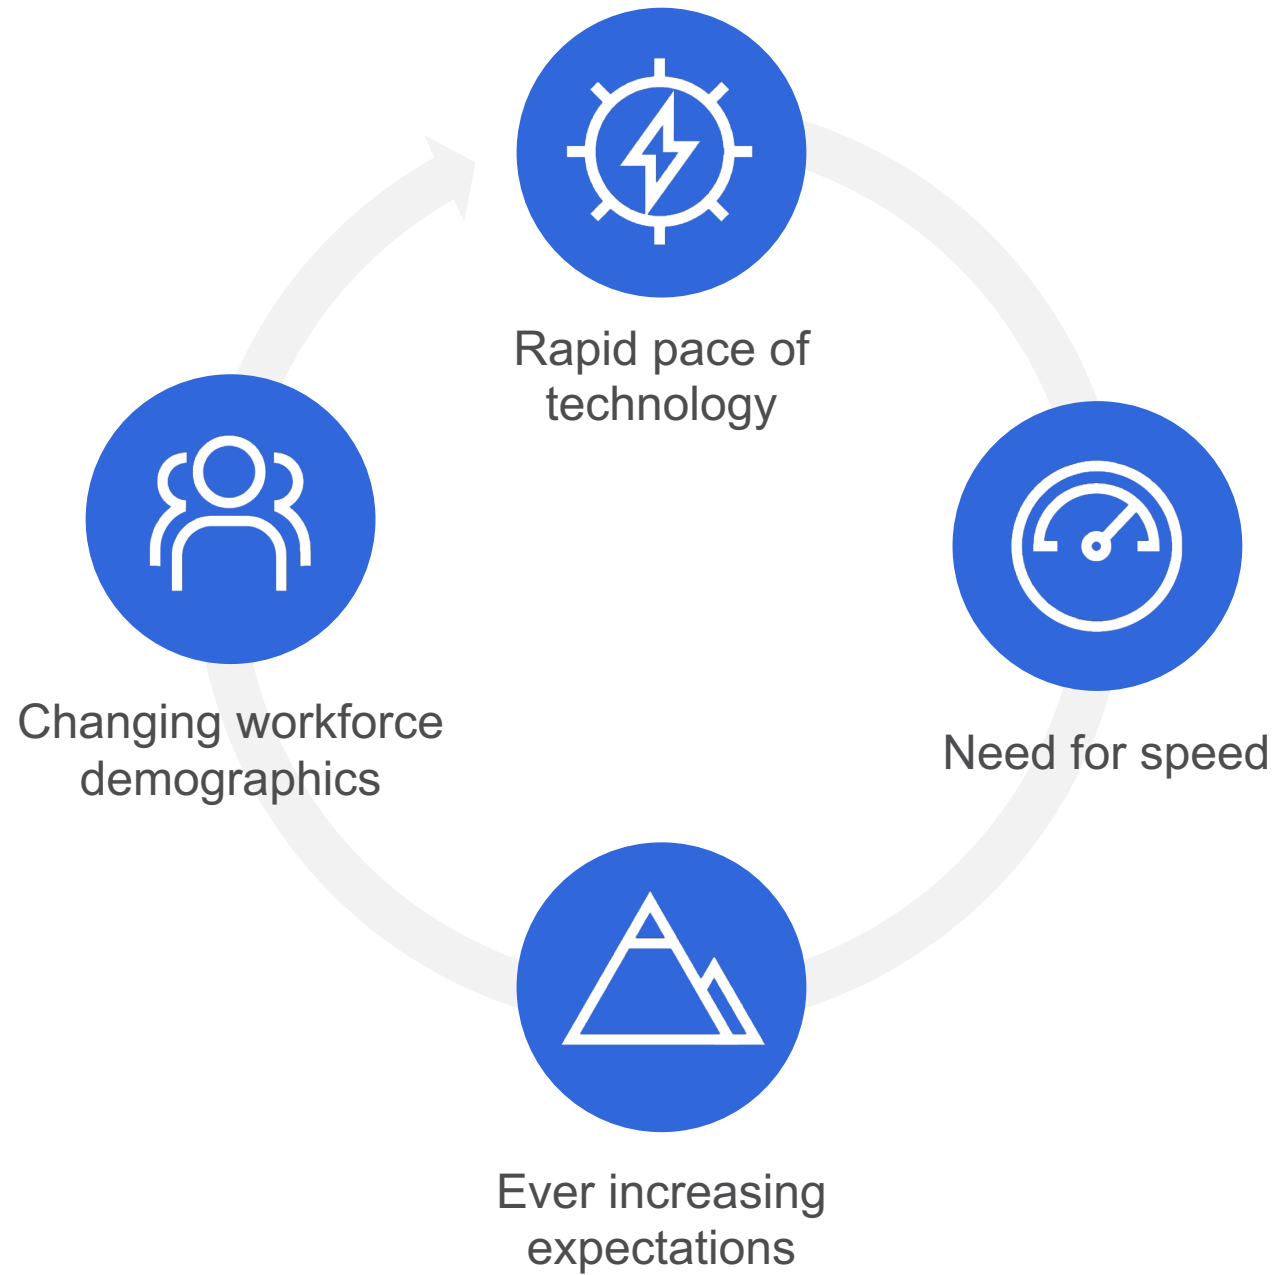 Rapid pace of
technology
Need for speed
Changing workforce
demographics
Ever increasing
expectations